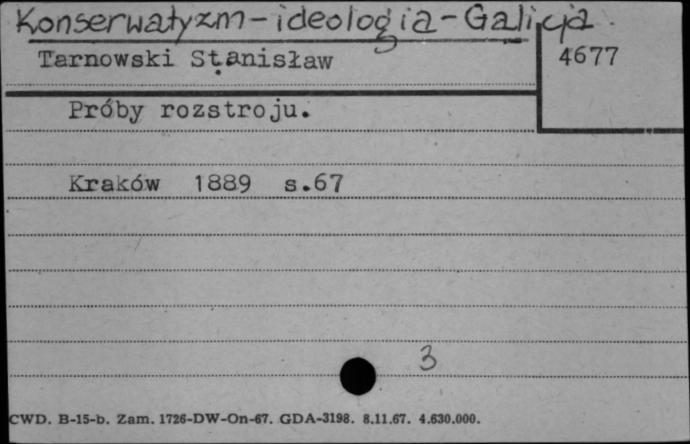 Konserwatyzm-ideologia-Galicja
Tarnowski Stanisław 4677
Próby rozstroju.
Kraków 1889 s.67
3
CWD. B-15-b. Zam. 1726-DW-On-67. GDA-3198. 8.11.67. 4.630.000.